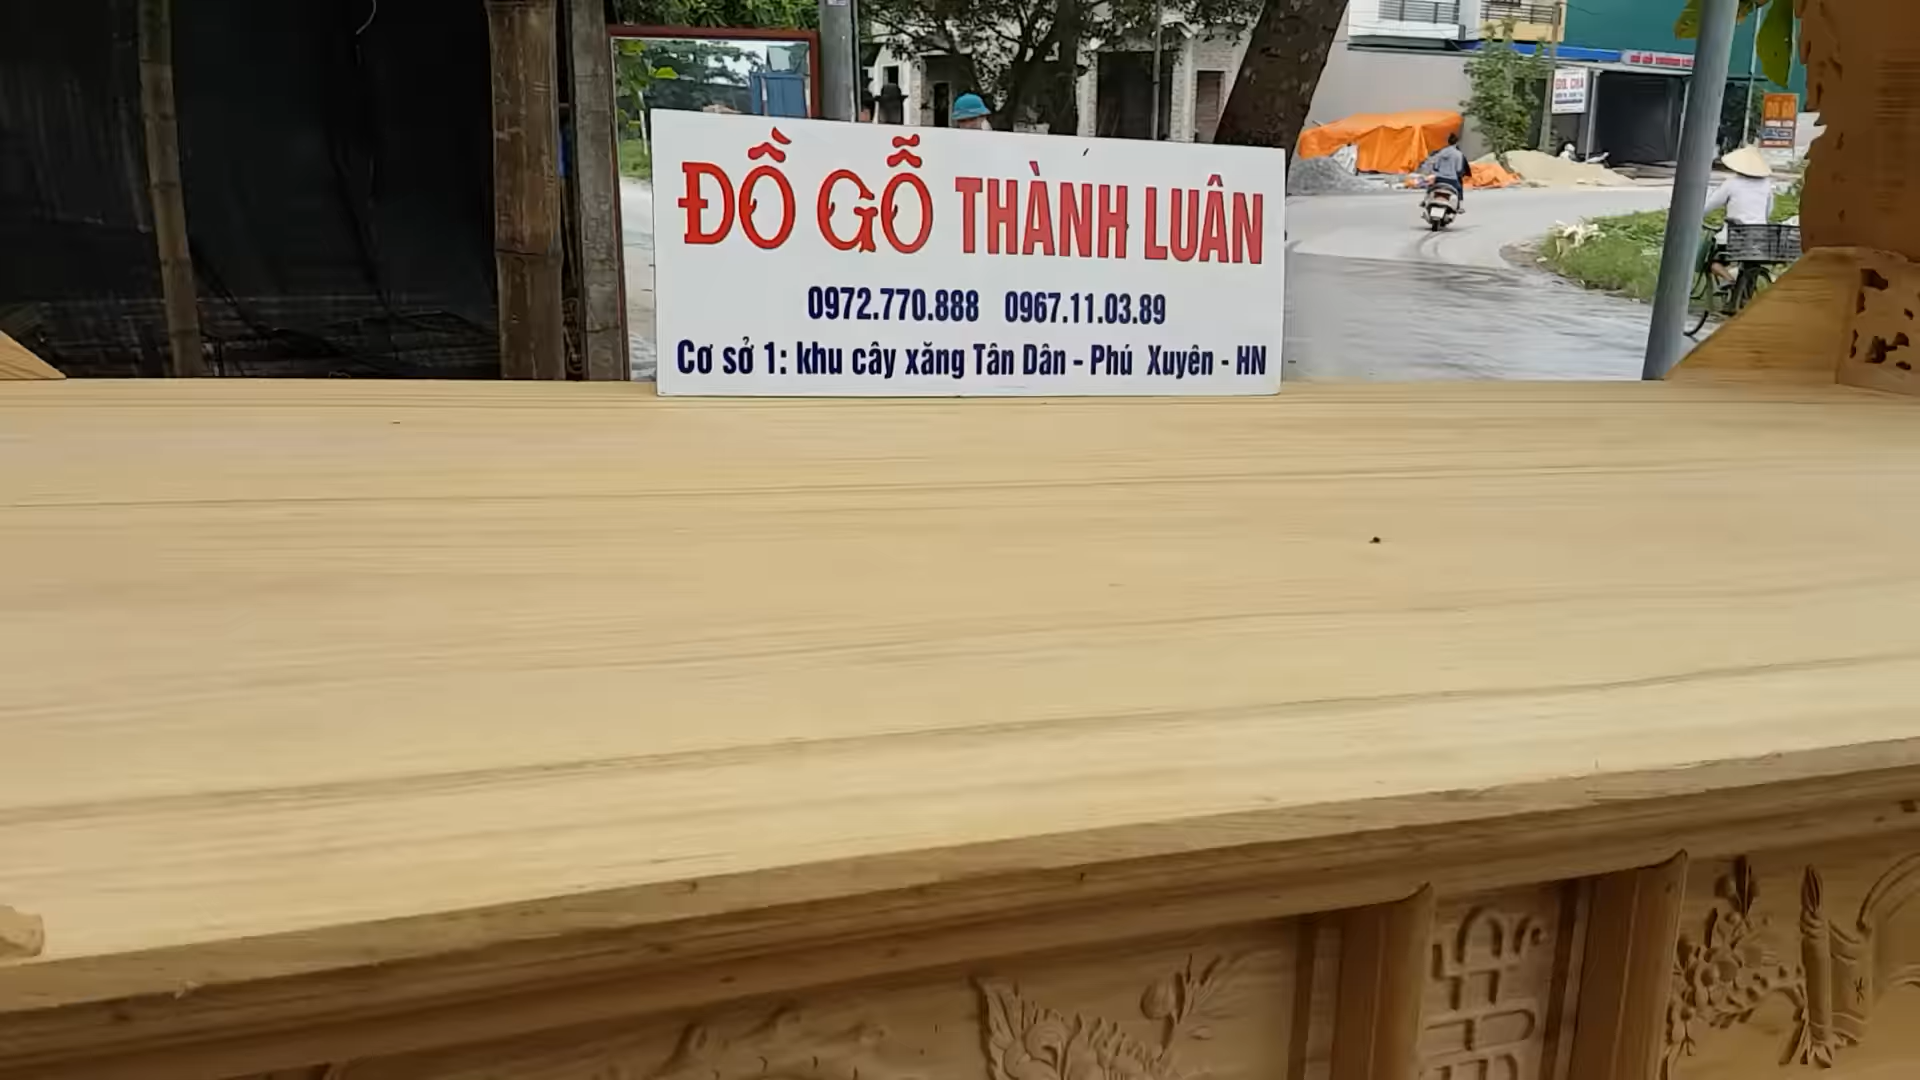 ĐỒ GỖ THÀNH LUÂN
0972.770.888 0967.11.03.89
Cơ sở 1: khu cây xăng Tân Dân - Phú Xuyên - HN